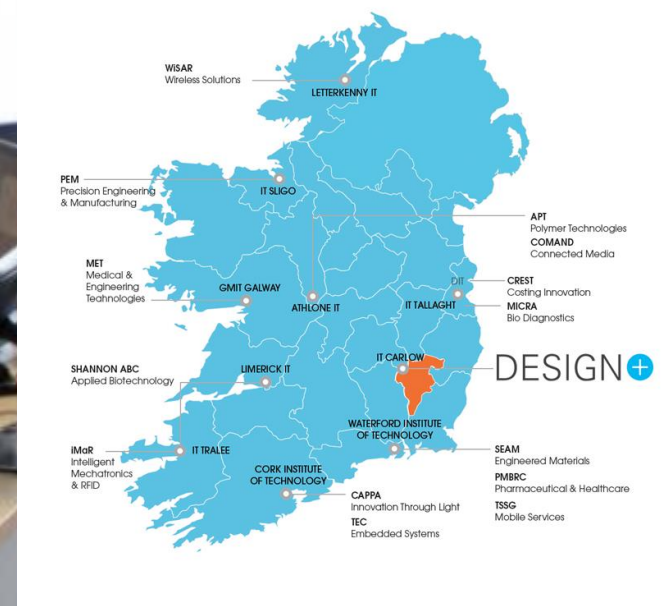 WiSAR
Wireless Solutions
LETTERKENNY IT
PEM
Precision Engineering
& Manufacturing
IT SLIGO
APT
Polymer Technologies
COMAND
Connected Media
MET
Medical &
Engineering
Teahnologies
GMIT GALWAY
ATHLONE IT
DIT
IT TALLAGHT
CREST
Costing Innovation
MICRA
Bio Diagnostics
SHANNON ABC
Applied Biotechnology
LIMERICK IT
IT CARLOW
DESIGN+
WATERFORD INSTITUTE
OF TECHNOLOGY
iMaR
Intelligent
Mechatronics
& RFID
IT TRALEE
CORK INSTITUTE
OF TECHNOLOGY
SEAM
Engineered Materials
PMBRC
Pharmaceutical & Healthcare
TSSG
Mobile Services
CAPPA
Innovation Through Light
TEC
Embedded Systems